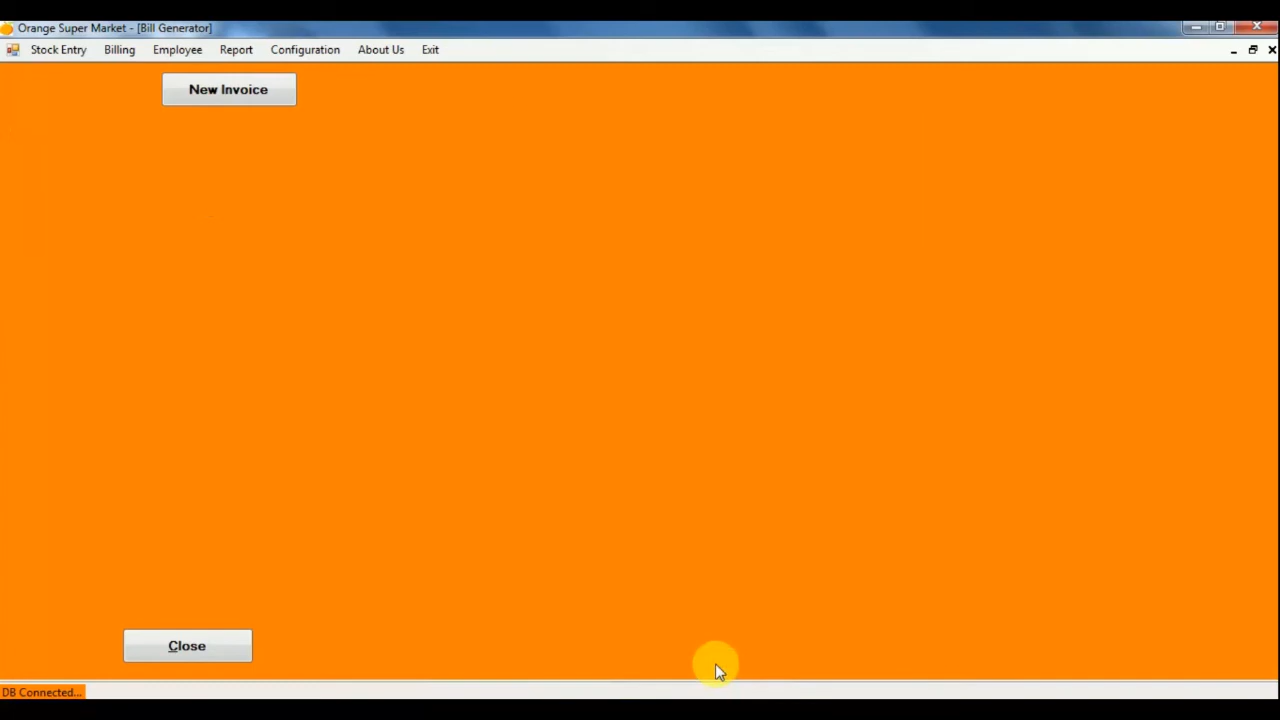 Orange Super Market - [Bill Generator]
Stock Entry Billing Employee Report Configuration About Us Exit
New Invoice
Close
DB Connected...